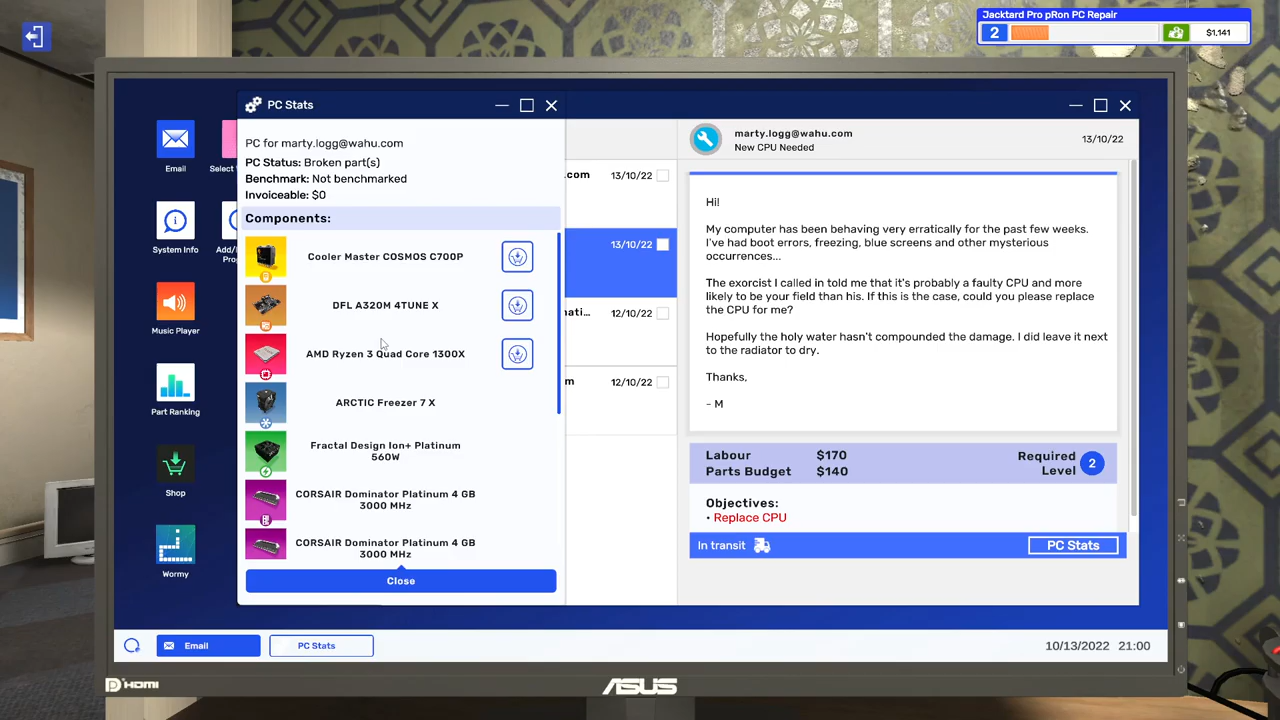 Jacktard Pro pRon PC Repair
2
$1,141
PC Stats
PC for marty.logg@wahu.com
PC Status: Broken part(s)
Benchmark: Not benchmarked
Invoiceable: $0
Components:
Cooler Master COSMOS C700P
DFL A320M 4TUNE X
AMD Ryzen 3 Quad Core 1300X
ARCTIC Freezer 7 X
Fractal Design Ion+ Platinum
560W
CORSAIR Dominator Platinum 4 GB
3000 MHz
CORSAIR Dominator Platinum 4 GB
3000 MHz
Close
Email
System Info
Music Player
Part Ranking
Shop
Wormy
Select
Add/
Pro
.com 13/10/22
13/10/22
ati... 12/10/22
m 12/10/22
marty.logg@wahu.com
New CPU Needed
13/10/22
Hi!
My computer has been behaving very erratically for the past few weeks.
I've had boot errors, freezing, blue screens and other mysterious
occurrences...
The exorcist I called in told me that it's probably a faulty CPU and more
likely to be your field than his. If this is the case, could you please replace
the CPU for me?
Hopefully the holy water hasn't compounded the damage. I did leave it next
to the radiator to dry.
Thanks,
- M
Labour $170
Parts Budget $140
Required
Level 2
Objectives:
• Replace CPU
In transit
PC Stats
Email
PC Stats
10/13/2022 21:00
HDMI
ASUS